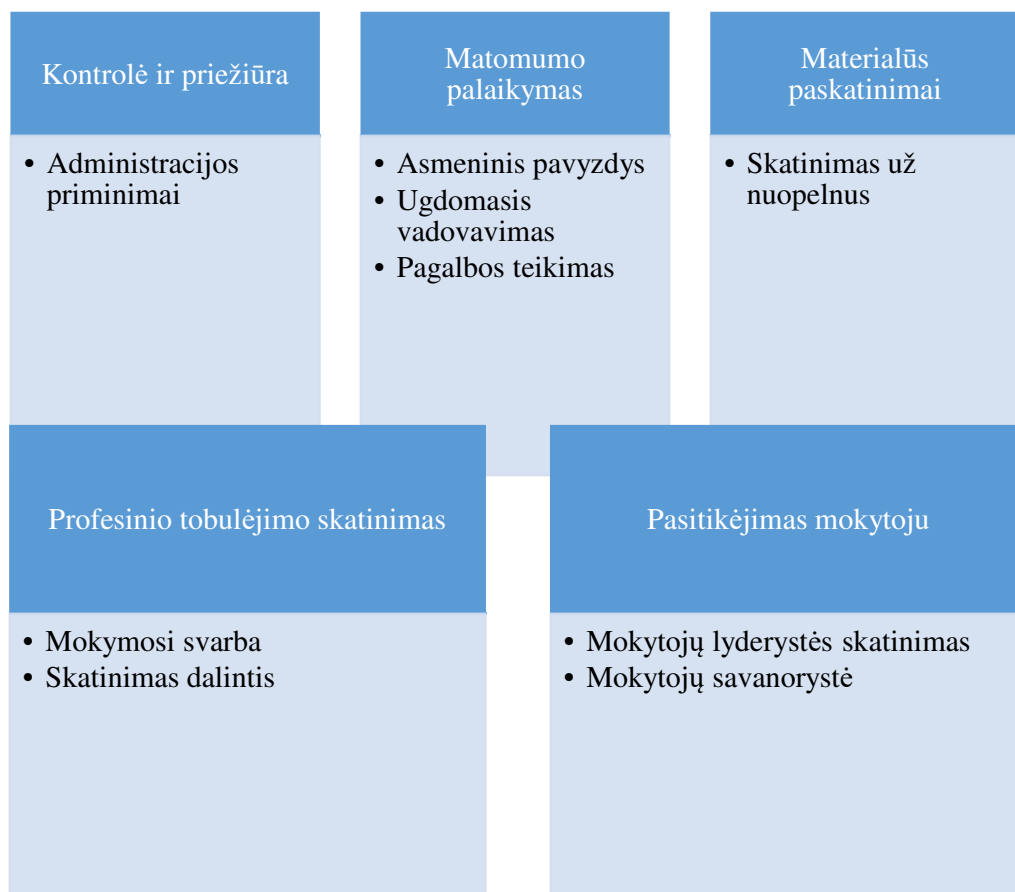 Kontrolė ir priežiūra
• Administracijos
priminimai
Matomumo
palaikymas
• Asmeninis pavyzdys
• Ugdomasis
vadovavimas
• Pagalbos teikimas
Materialūs
paskatinimai
• Skatinimas už
nuopelnus
Profesinio tobulėjimo skatinimas
• Mokymosi svarba
• Skatinimas dalintis
Pasitikėjimas mokytoju
• Mokytojų lyderystės skatinimas
• Mokytojų savanorystė